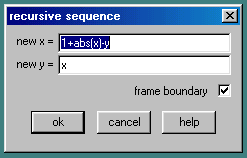 recursive sequence
new x = 1+abs(x)-y
new y = x
frame boundary
ok cancel help